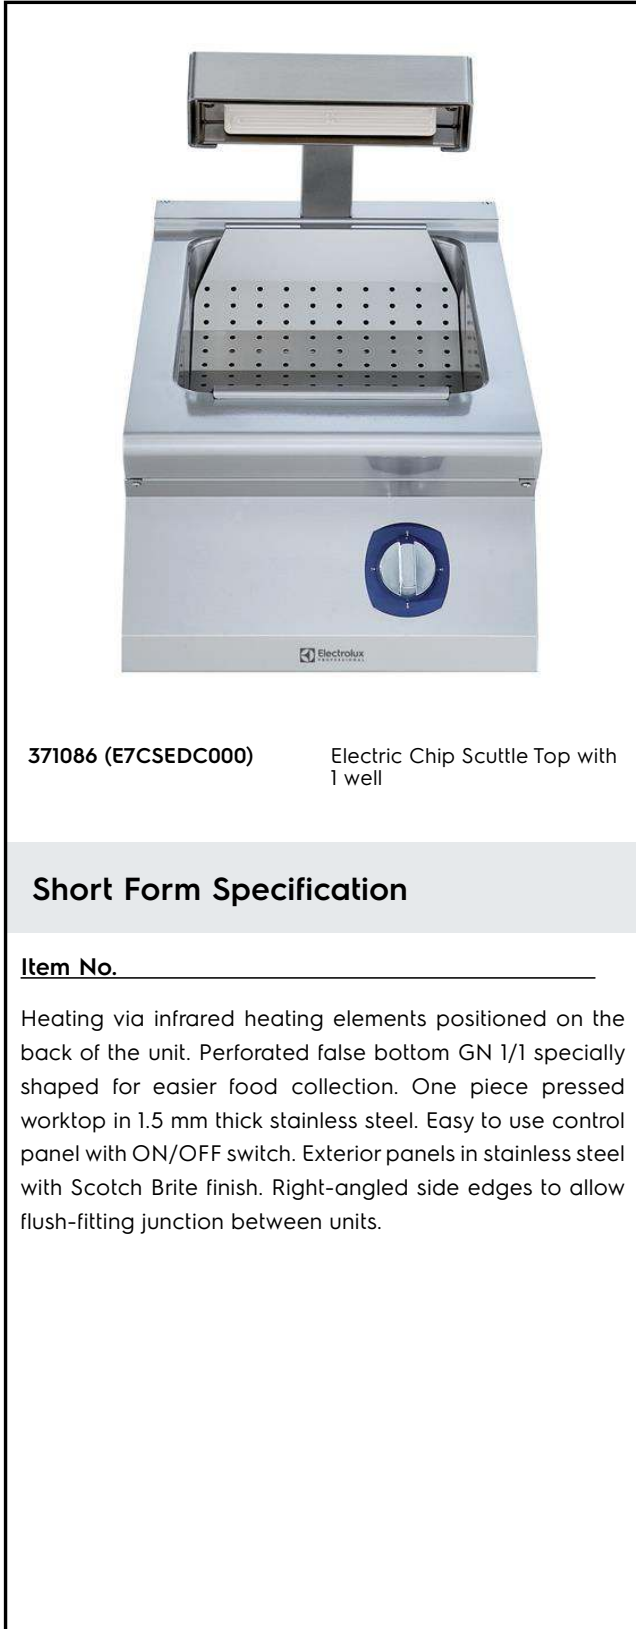 Electrolux
PROFESSIONAL
371086 (E7CSEDC000)
Electric Chip Scuttle Top with
1 well
Short Form Specification
Item No.
Heating via infrared heating elements positioned on the
back of the unit. Perforated false bottom GN 1/1 specially
shaped for easier food collection. One piece pressed
worktop in 1.5 mm thick stainless steel. Easy to use control
panel with ON/OFF switch. Exterior panels in stainless steel
with Scotch Brite finish. Right-angled side edges to allow
flush-fitting junction between units.